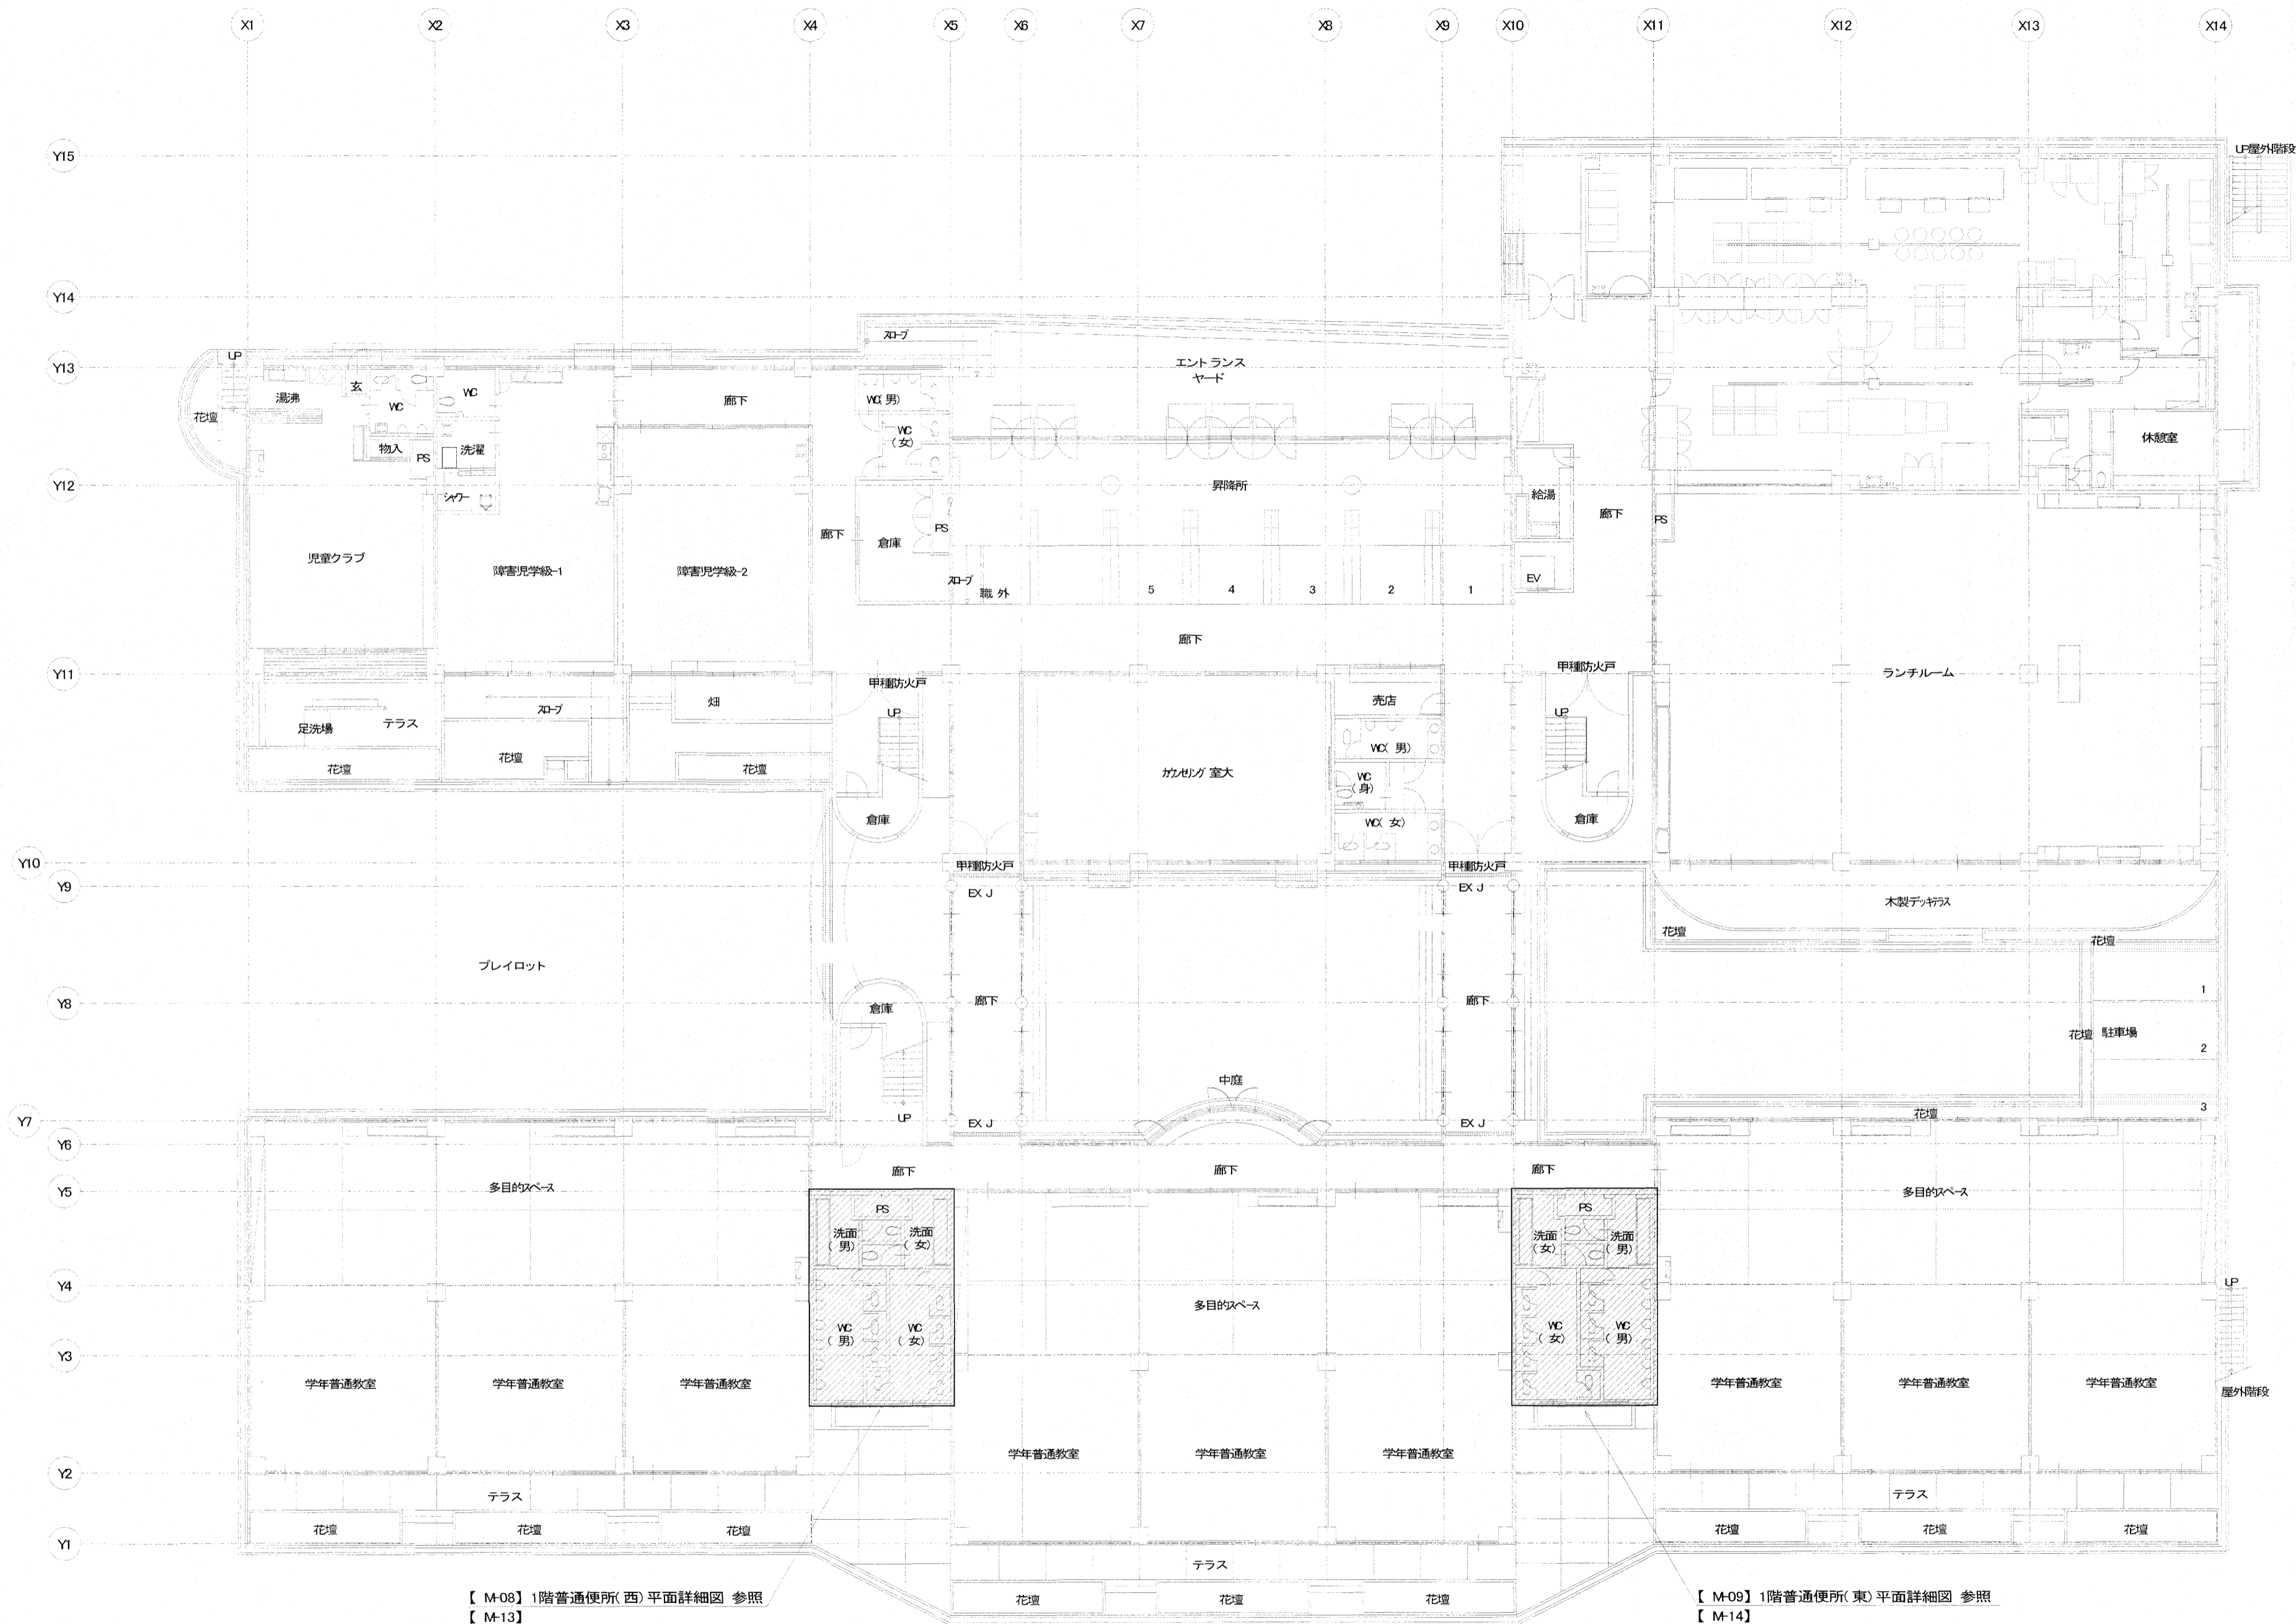 X1 X2 X3 X4 X5 X6 X7 X8 X9 X10 X11 X12 X13 X14
Y15
UP屋外階段
Y14
スロープ
UP
Y13
エントランス
ヤード
玄
WC
湯沸
WC
廊下
WC(男)
花壇
WC
(女)
物入
PS
洗濯
休憩室
Y12
昇降所
シャワー
給湯
廊下
PS
廊下
倉庫
PS
児童クラブ
障害児学級-1
障害児学級-2
スロープ
職 外
5
4
3
2
1
EV
廊下
Y11
甲種防火戸
甲種防火戸
ランチルーム
畑
売店
スロープ
UP
UP
足洗場
テラス
WC(男)
花壇
花壇
花壇
カウンセリング 室大
WC
(身)
倉庫
WC(女)
倉庫
Y10
甲種防火戸
甲種防火戸
Y9
EX J
EX J
木製デッキテラス
花壇
花壇
プレイロット
Y8
倉庫
廊下
廊下
1
花壇
駐車場
2
中庭
3
Y7
UP
EX J
EX J
花壇
Y6
廊下
廊下
廊下
Y5
多目的スペース
多目的スペース
PS
PS
洗面
(男)
洗面
(女)
洗面
(女)
洗面
(男)
Y4
UP
多目的スペース
WC
(男)
WC
(女)
WC
(女)
WC
(男)
Y3
学年普通教室
学年普通教室
学年普通教室
学年普通教室
学年普通教室
学年普通教室
屋外階段
学年普通教室
学年普通教室
学年普通教室
Y2
テラス
テラス
花壇
花壇
花壇
花壇
花壇
花壇
Y1
テラス
花壇
花壇
花壇
【 M-08】1階普通便所(西)平面詳細図 参照
【 M-13】
【 M-09】1階普通便所(東)平面詳細図 参照
【 M-14】